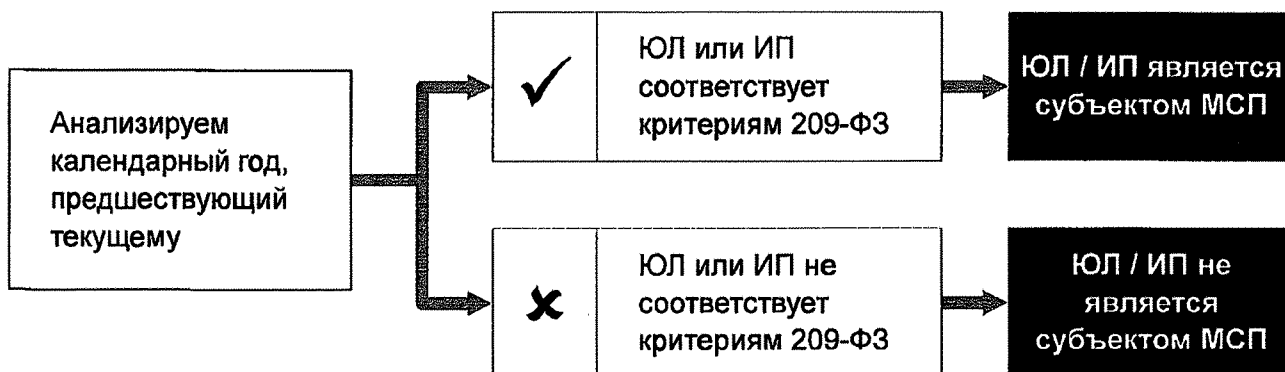 Анализируем
календарный год,
предшествующий
текущему
ЮЛ или ИП
соответствует
критериям 209-ФЗ
ЮЛ / ИП является
субъектом МСП
ЮЛ или ИП не
соответствует
критериям 209-ФЗ
ЮЛ / ИП не
является
субъектом МСП